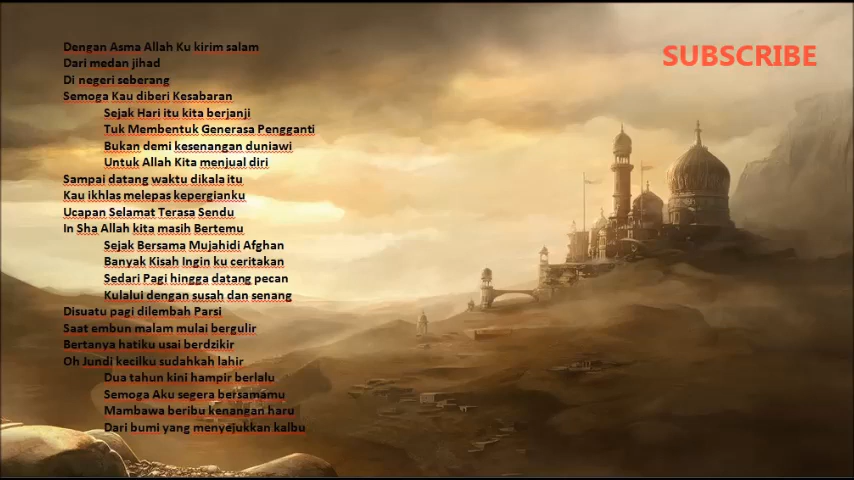 Dengan Asma Allah Ku kirim salam
Dari medan jihad
Di negeri seberang
Semoga Kau diberi Kesabaran
Sejak Hari itu kita berjanji
Tuk Membentuk Generasa Pengganti
Bukan demi kesenangan duniawi
Untuk Allah Kita menjual diri
Sampai datang waktu dikala itu
Kau ikhlas melepas kepergianku
Ucapan Selamat Terasa Sendu
In Sha Allah kita masih Bertemu
Sejak Bersama Mujahidi Afghan
Banyak Kisah Ingin ku ceritakan
Sedari Pagi hingga datang pecan
Kulalui dengan susah dan senang
Disuatu pagi dilembah Parsi
Saat embun malam mulai bergulir
Bertanya hatiku usai berdzikir
Oh Jundi kecilku sudahkah lahir
Dua tahun kini hampir berlalu
Semoga Aku segera bersamamu
Mambawa beribu kenangan haru
Dari bumi yang menyejukkan kalbu
SUBSCRIBE